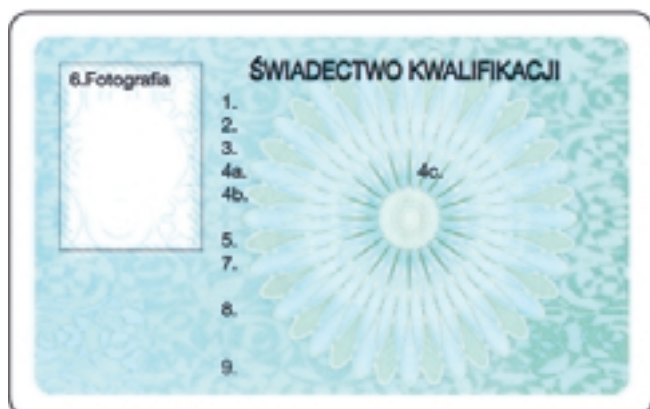 6.Fotografia
ŚWIADECTWO KWALIFIKACJI
1.
2.
3.
4a.
4c.
4b.
5.
7.
8.
9.